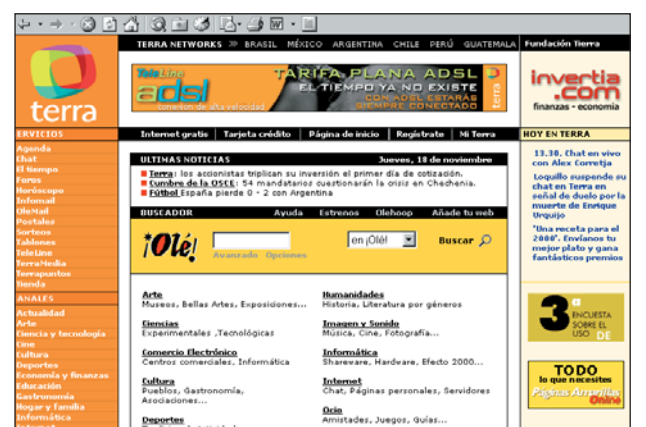 TERRA NETWORKS >> BRASIL MÉXICO ARGENTINA CHILE PERÚ GUATEMALA
Fundación Tierra
terra
TeleLine
adsl
conexión de alta velocidad
TARIFA PLANA ADSL
EL TIEMPO YA NO EXISTE
CON ADSL ESTARÁS
SIEMPRE CONECTADO
terra
invertia
.com
finanzas - economía
ERVICIOS
Agenda
Chat
El tiempo
Foros
Horóscopo
Infomail
OleMail
Postales
Sorteos
Tablones
TeleLine
TerraMedia
Terrapuntos
Tienda
ANALES
Actualidad
Arte
Ciencia y tecnología
Cine
Cultura
Deportes
Economía y finanzas
Educación
Gastronomía
Hogar y familia
Informática
Internet
Internet gratis | Tarjeta crédito | Página de inicio | Regístrate | Mi Terra
ULTIMAS NOTICIAS Jueves, 18 de noviembre
Terra: los accionistas triplican su inversión el primer día de cotización.
Cumbre de la OSCE: 54 mandatarios cuestionarán la crisis en Chechenia.
Fútbol España pierde 0 - 2 con Argentina
BUSCADOR Ayuda Estrenos Olehoop Añade tu web
¡Olé!
en ¡Olé!
Buscar
Avanzado Opciones
Arte
Museos, Bellas Artes, Exposiciones...
Ciencias
Experimentales ,Tecnológicas
Comercio Electrónico
Centros comerciales, Informática
Cultura
Pueblos, Gastronomía,
Asociaciones...
Deportes
Humanidades
Historia, Literatura por géneros
Imagen y Sonido
Música, Cine, Fotografía...
Informática
Shareware, Hardware, Efecto 2000...
Internet
Chat, Páginas personales, Servidores
Ocio
Amistades, Juegos, Guías...
HOY EN TERRA
13.30, Chat en vivo
con Alex Corretja
Loquillo suspende su
chat en Terra en
señal de duelo por la
muerte de Enrique
Urquijo
"Una receta para el
2000". Envíanos tu
mejor plato y gana
fantásticos premios
3
ENCUESTA
SOBRE EL
USO DE
TODO
lo que necesites
Páginas Amarillas
Online